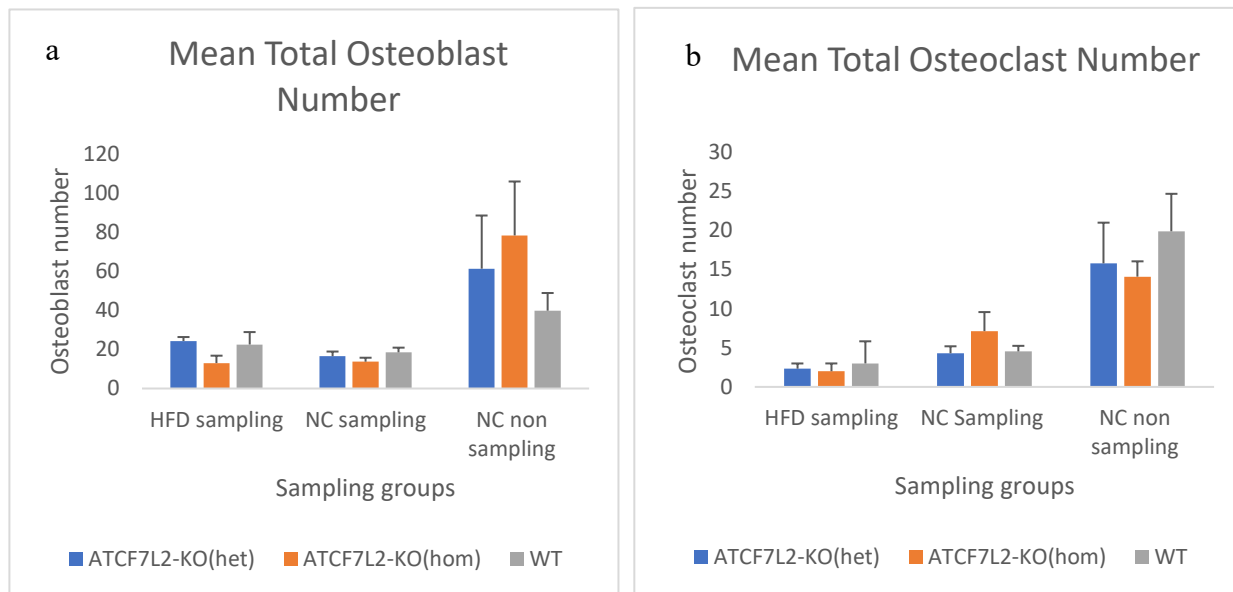 a
Mean Total Osteoblast
Number
120
100
80
60
40
20
0
Osteoblast number
HFD sampling
NC sampling
NC non
sampling
Sampling groups
ATCF7L2-KO(het)
ATCF7L2-KO(hom)
WT
b
Mean Total Osteoclast Number
30
25
20
15
10
5
0
Osteoclast number
HFD sampling
NC Sampling
NC non
sampling
Sampling groups
ATCF7L2-KO(het)
ATCF7L2-KO(hom)
WT